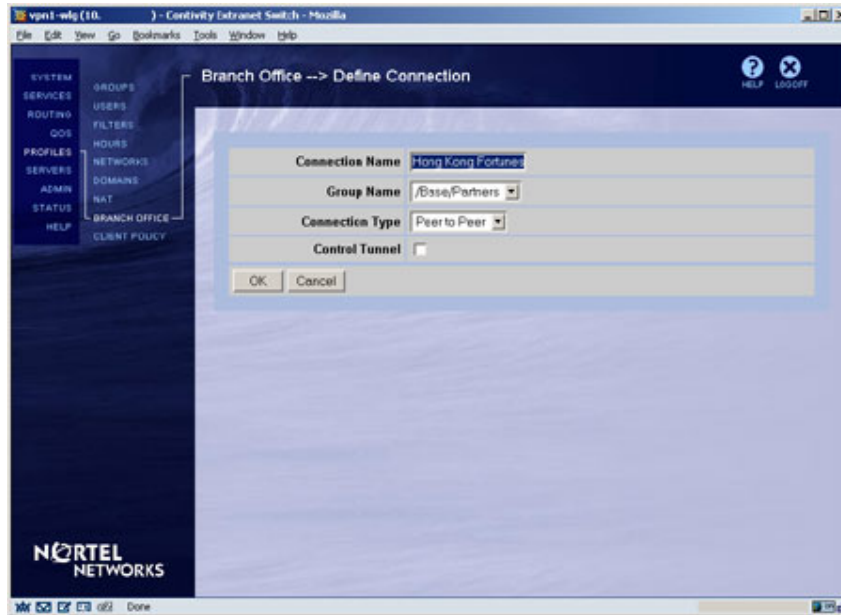 vpn1-wlg (10. ) - Contivity Extranet Switch - Mozilla
File Edit View Go Bookmarks Tools Window Help
Branch Office --> Define Connection
HELP LOGOFF
SYSTEM
SERVICES
ROUTING
QOS
PROFILES
SERVERS
ADMIN
STATUS
HELP
GROUPS
USERS
FILTERS
HOURS
NETWORKS
DOMAINS
NAT
BRANCH OFFICE
CLIENT POLICY
Connection Name Hong Kong Fortunes
Group Name /Base/Partners
Connection Type Peer to Peer
Control Tunnel
OK Cancel
NORTEL
NETWORKS
Done